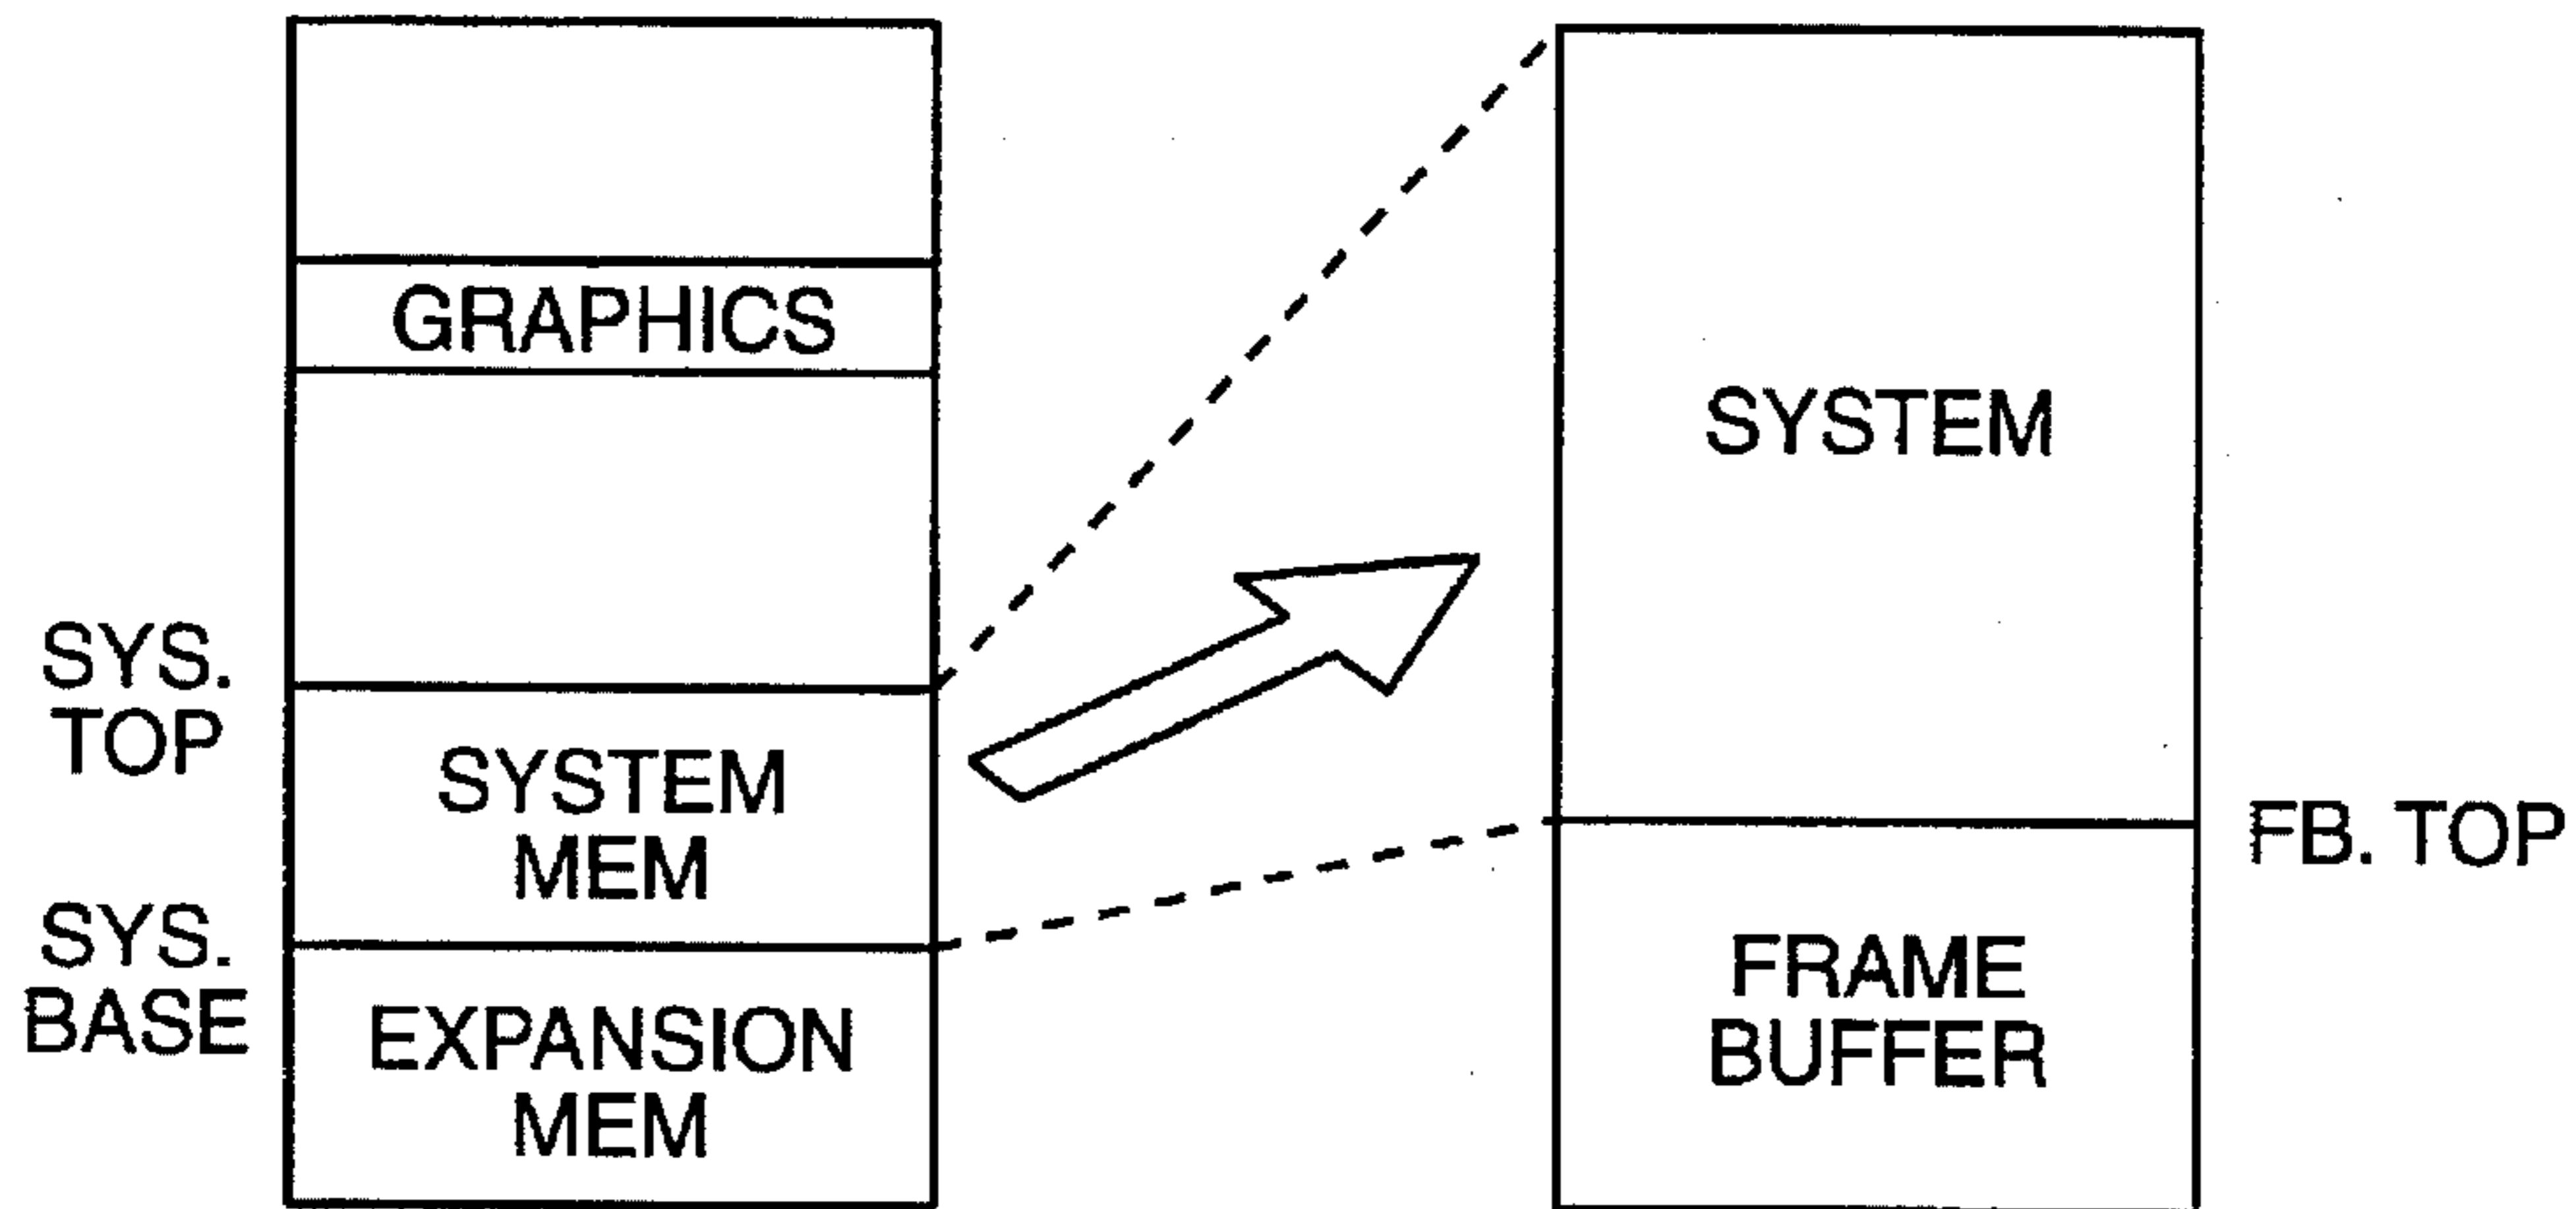 GRAPHICS
SYS.
TOP
SYSTEM
MEM
SYS.
BASE
EXPANSION
MEM
SYSTEM
FB. TOP
FRAME
BUFFER